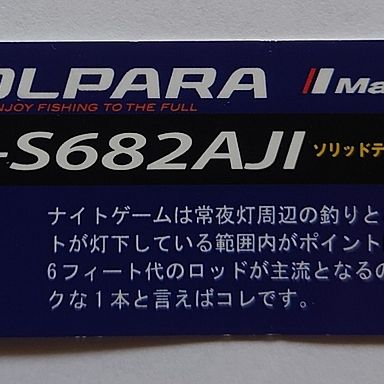 OLPARA
Ma
ENJOY FISHING TO THE FULL
-S682AJI ソリッドテ
ナイトゲームは常夜灯周辺の釣りと
トが灯下している範囲内がポイント
6フィート代のロッドが主流となるの
クな1本と言えばコレです。